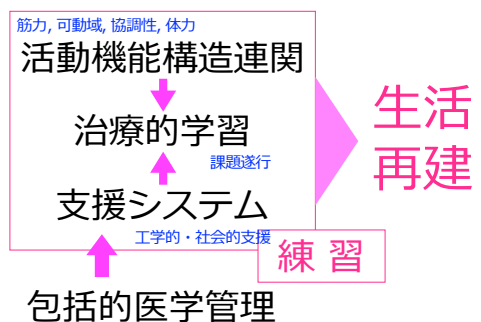 筋力, 可動域, 協調性, 体力
活動機能構造連関
治療的学習
課題遂行
支援システム
工学的・社会的支援
練 習
包括的医学管理
生活
再建